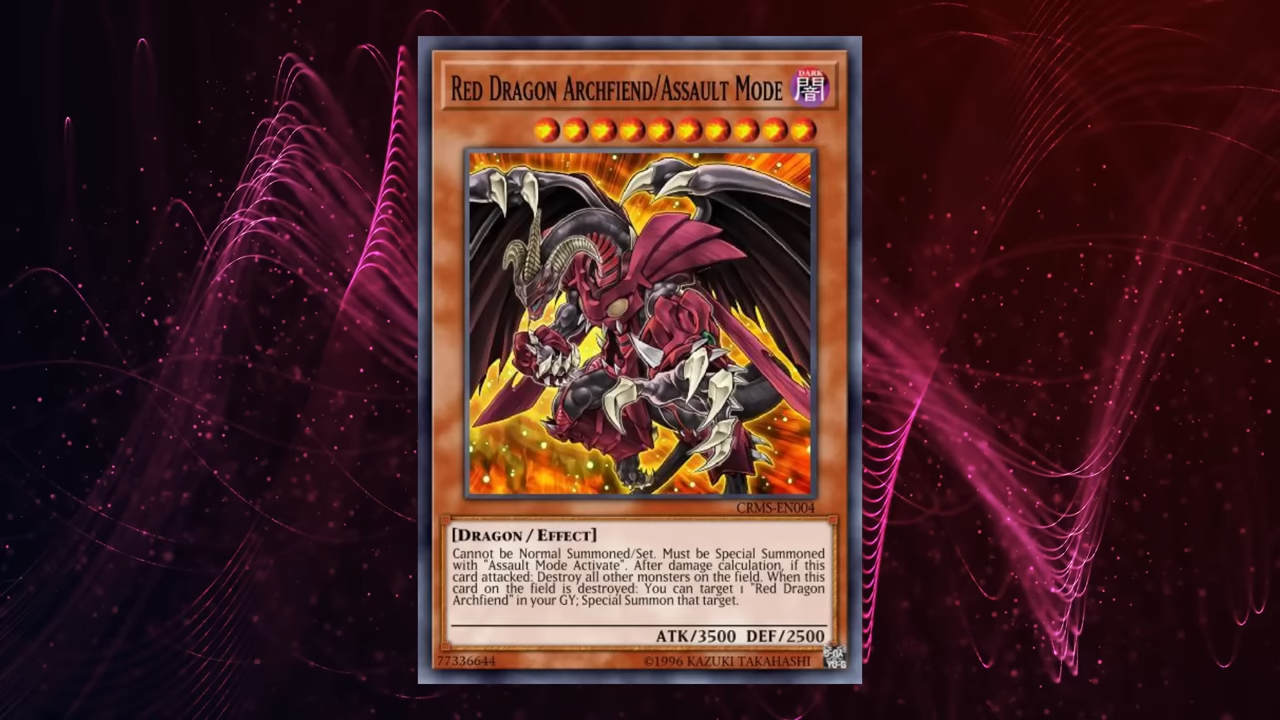 RED DRAGON ARCHFIEND/ASSAULT MODE
DARK
闇
CRMS-EN004
[DRAGON / EFFECT]
Cannot be Normal Summoned/Set. Must be Special Summoned
with "Assault Mode Activate". After damage calculation, if this
card attacked: Destroy all other monsters on the field. When this
card on the field is destroyed: You can target 1 "Red Dragon
Archfiend" in your GY; Special Summon that target.
ATK/3500 DEF/2500
77336644
©1996 KAZUKI TAKAHASHI